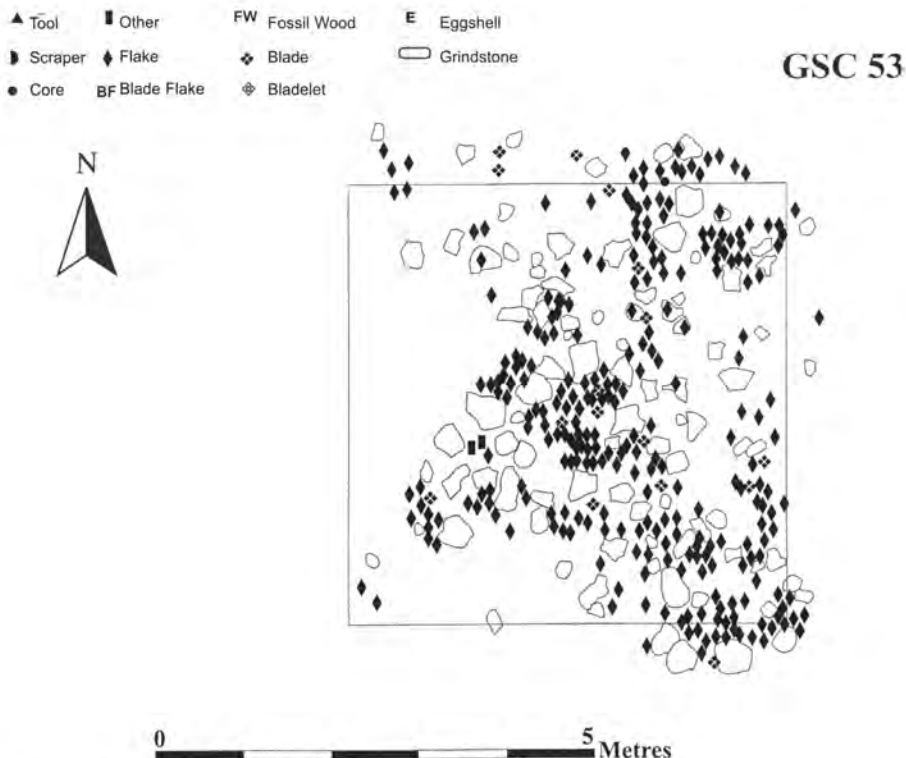 Tool Other FW Fossil Wood E Eggshell
Scraper Flake Blade Grindstone
Core BF Blade Flake Bladelet
GSC 53
N
0 5 Metres